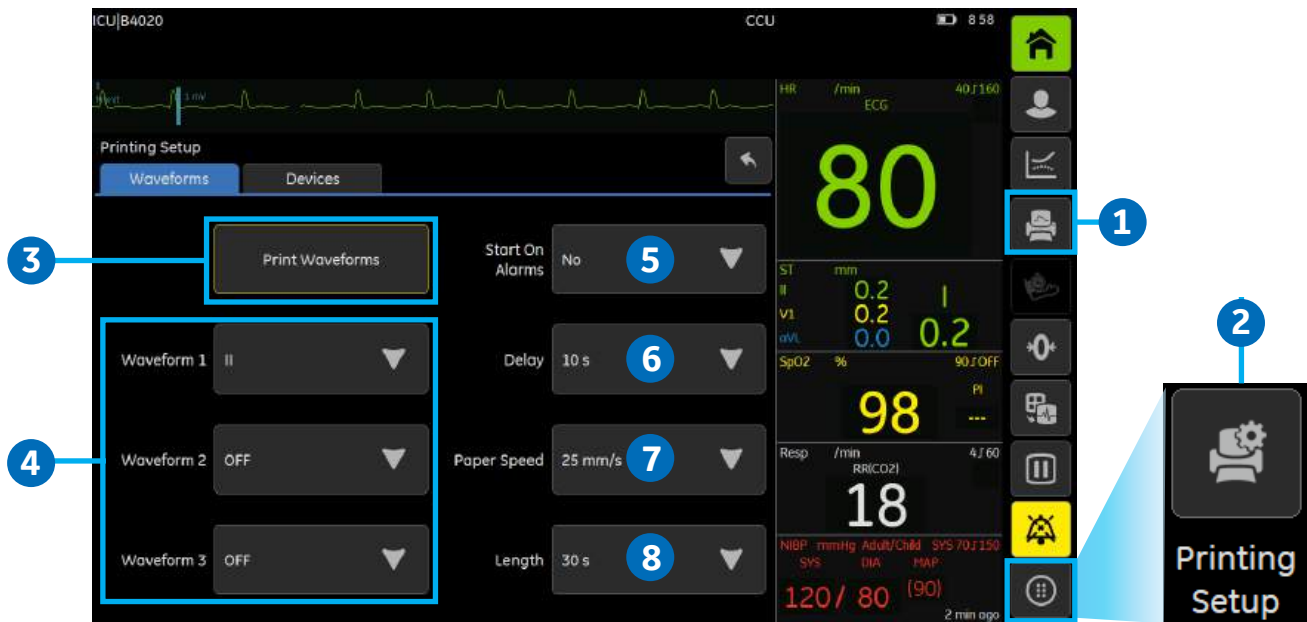 ICU|B4020 CCU 8 58
1 mV
HR /min 40 160
ECG
80
Printing Setup
Waveforms Devices
1
3 Print Waveforms Start On Alarms No 5
ST mm
II 0.2 I
V1 0.2 0.2
aVL 0.0
2
Waveform 1 II Delay 10 s 6
SpO2 % 90 OFF
98 PI
---
4 Waveform 2 OFF Paper Speed 25 mm/s 7
Resp /min 4 60
RR(CO2)
18
Waveform 3 OFF Length 30 s 8
NIBP mmHg Adult/Child SYS 70 150
SYS DIA MAP
120 / 80 (90)
2 min ago
Printing
Setup